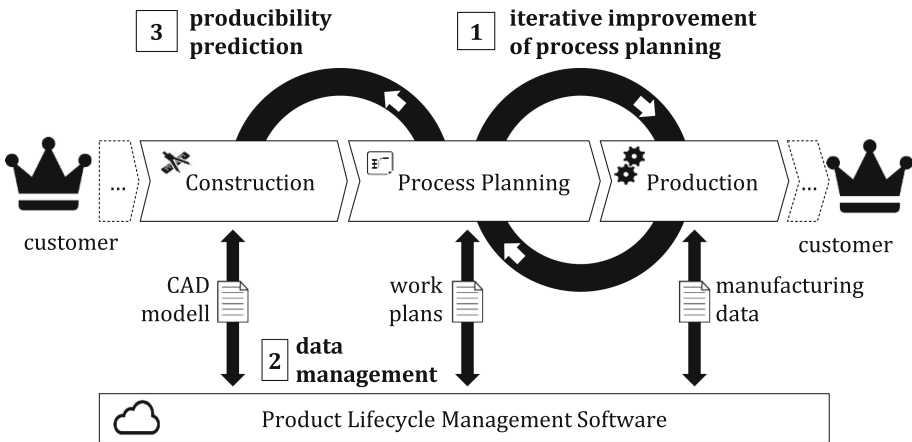 3 producibility
prediction
1 iterative improvement
of process planning
... Construction Process Planning Production ...
customer
customer
CAD
modell
work
plans
manufacturing
data
2 data
management
Product Lifecycle Management Software